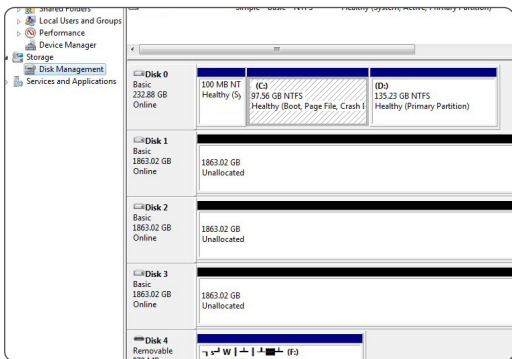 Shared Folders
Local Users and Groups
Performance
Device Manager
Storage
Disk Management
Services and Applications
Simple Basic NTFS Healthy (System, Active, Primary Partition)
Disk 0
Basic
232.88 GB
Online
100 MB NT
Healthy (Sy
(C:)
97.56 GB NTFS
Healthy (Boot, Page File, Crash
(D:)
135.23 GB NTFS
Healthy (Primary Partition)
Disk 1
Basic
1863.02 GB
Online
1863.02 GB
Unallocated
Disk 2
Basic
1863.02 GB
Online
1863.02 GB
Unallocated
Disk 3
Basic
1863.02 GB
Online
1863.02 GB
Unallocated
Disk 4
Removable
(F:)